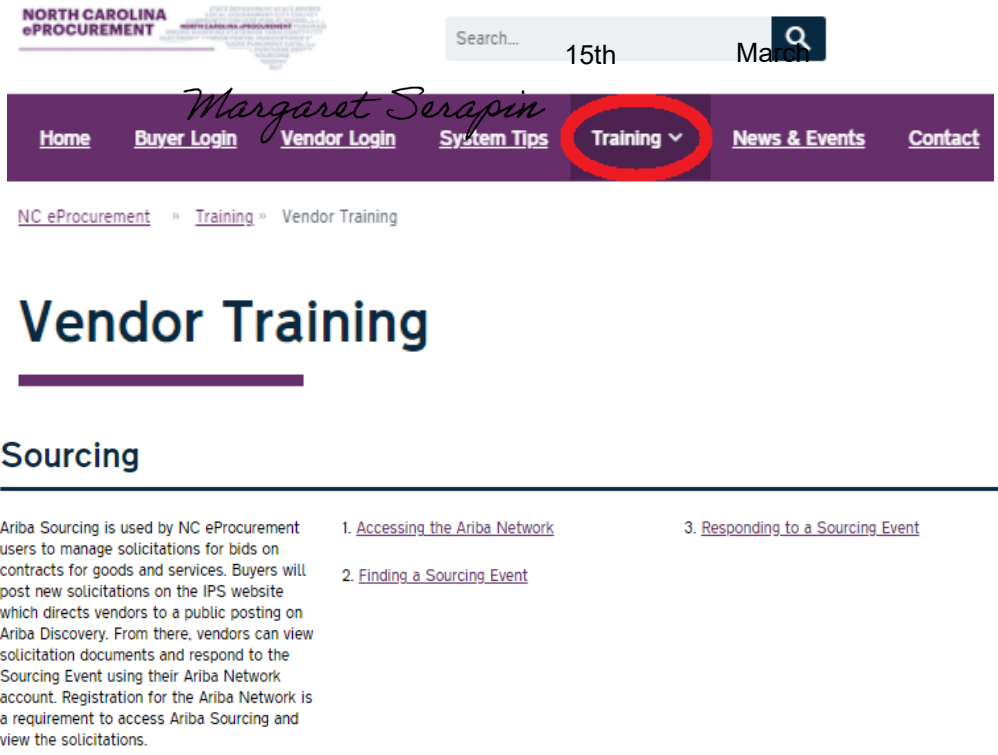 NORTH CAROLINA
ePROCUREMENT
Search...
15th March
Margaret Serapin
Home Buyer Login Vendor Login System Tips Training News & Events Contact
NC eProcurement » Training » Vendor Training
Vendor Training
Sourcing
Ariba Sourcing is used by NC eProcurement
users to manage solicitations for bids on
contracts for goods and services. Buyers will
post new solicitations on the IPS website
which directs vendors to a public posting on
Ariba Discovery. From there, vendors can view
solicitation documents and respond to the
Sourcing Event using their Ariba Network
account. Registration for the Ariba Network is
a requirement to access Ariba Sourcing and
view the solicitations.
1. Accessing the Ariba Network
2. Finding a Sourcing Event
3. Responding to a Sourcing Event